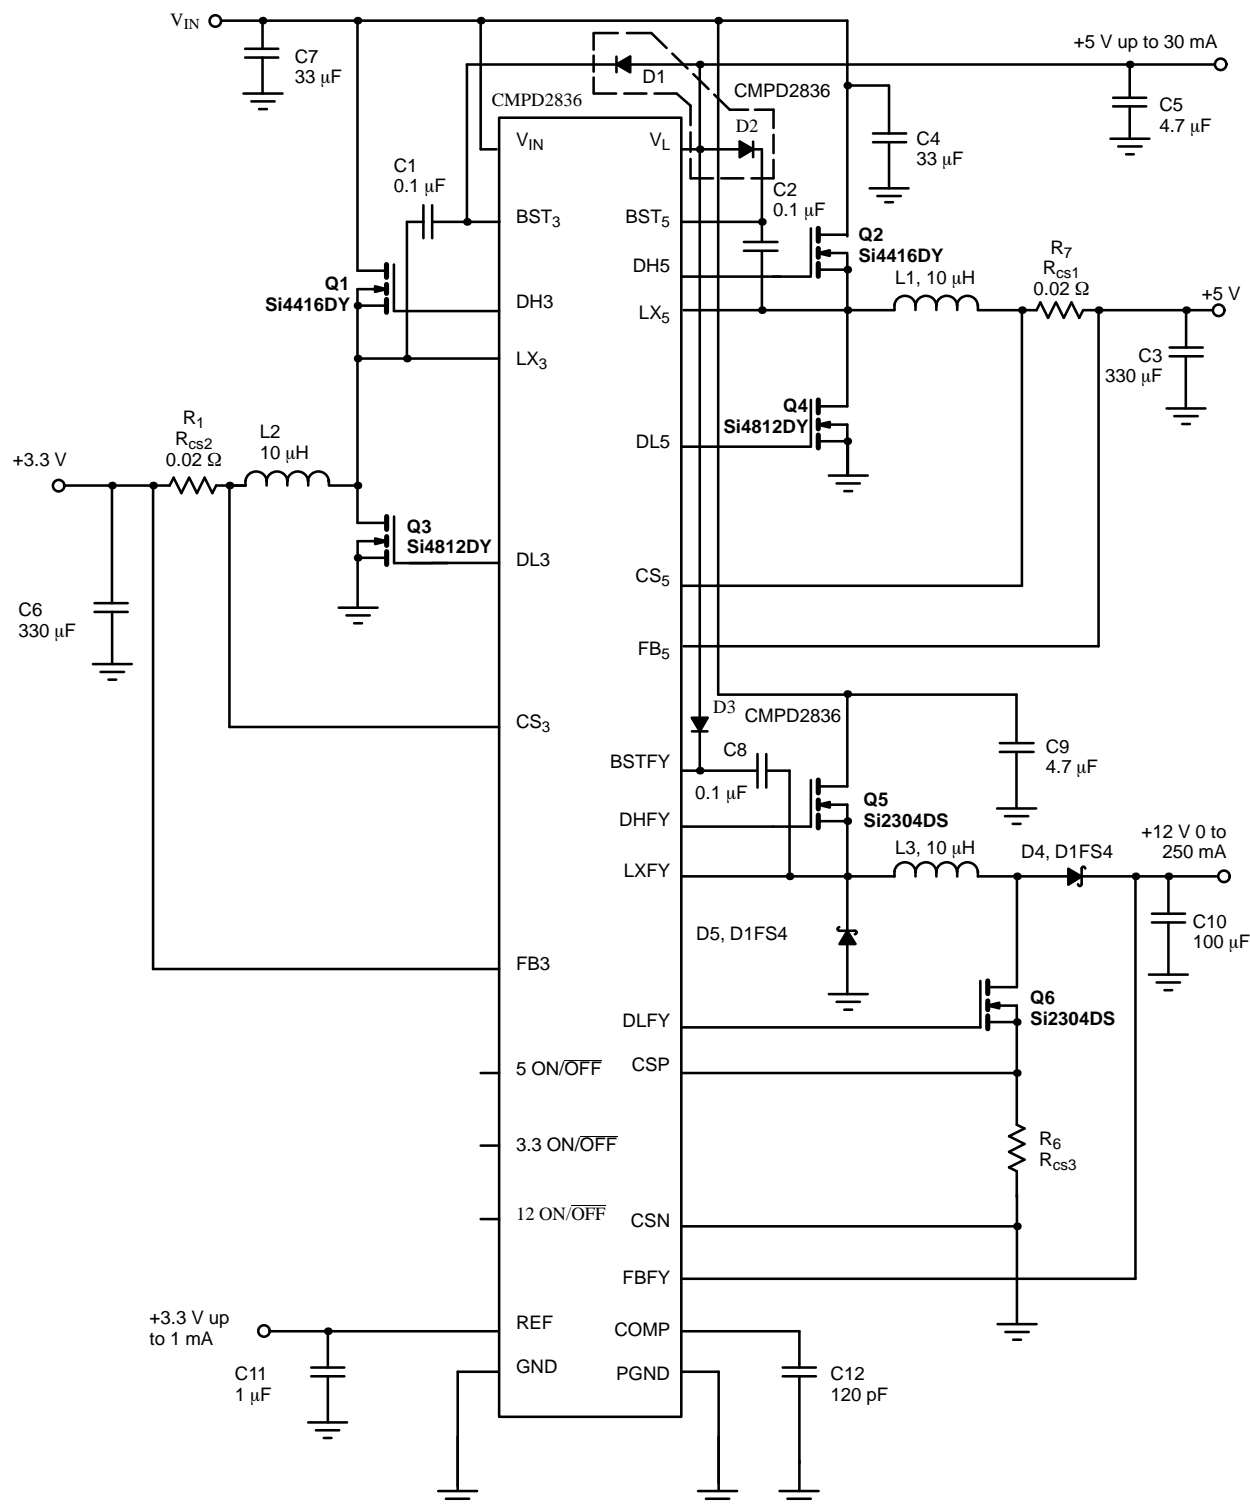 V_IN
C7
33 μF
+5 V up to 30 mA
D1
CMPD2836
CMPD2836
C5
4.7 μF
V_IN
V_L
D2
C4
33 μF
C1
0.1 μF
C2
0.1 μF
BST_3
BST_5
Q2
Si4416DY
DH5
Q1
Si4416DY
DH3
LX_5
L1, 10 μH
R_7
R_cs1
0.02 Ω
+5 V
C3
330 μF
LX_3
Q4
Si4812DY
DL5
R_1
R_cs2
0.02 Ω
L2
10 μH
+3.3 V
Q3
Si4812DY
DL3
CS_5
C6
330 μF
FB_5
CS_3
D3
CMPD2836
C8
0.1 μF
BSTFY
C9
4.7 μF
Q5
Si2304DS
DHFY
L3, 10 μH
D4, D1FS4
+12 V 0 to
250 mA
LXFY
D5, D1FS4
C10
100 μF
FB3
Q6
Si2304DS
DLFY
CSP
5 ON/OFF
3.3 ON/OFF
R_6
R_cs3
12 ON/OFF
CSN
FBFY
+3.3 V up
to 1 mA
REF
COMP
C11
1 μF
GND
PGND
C12
120 pF